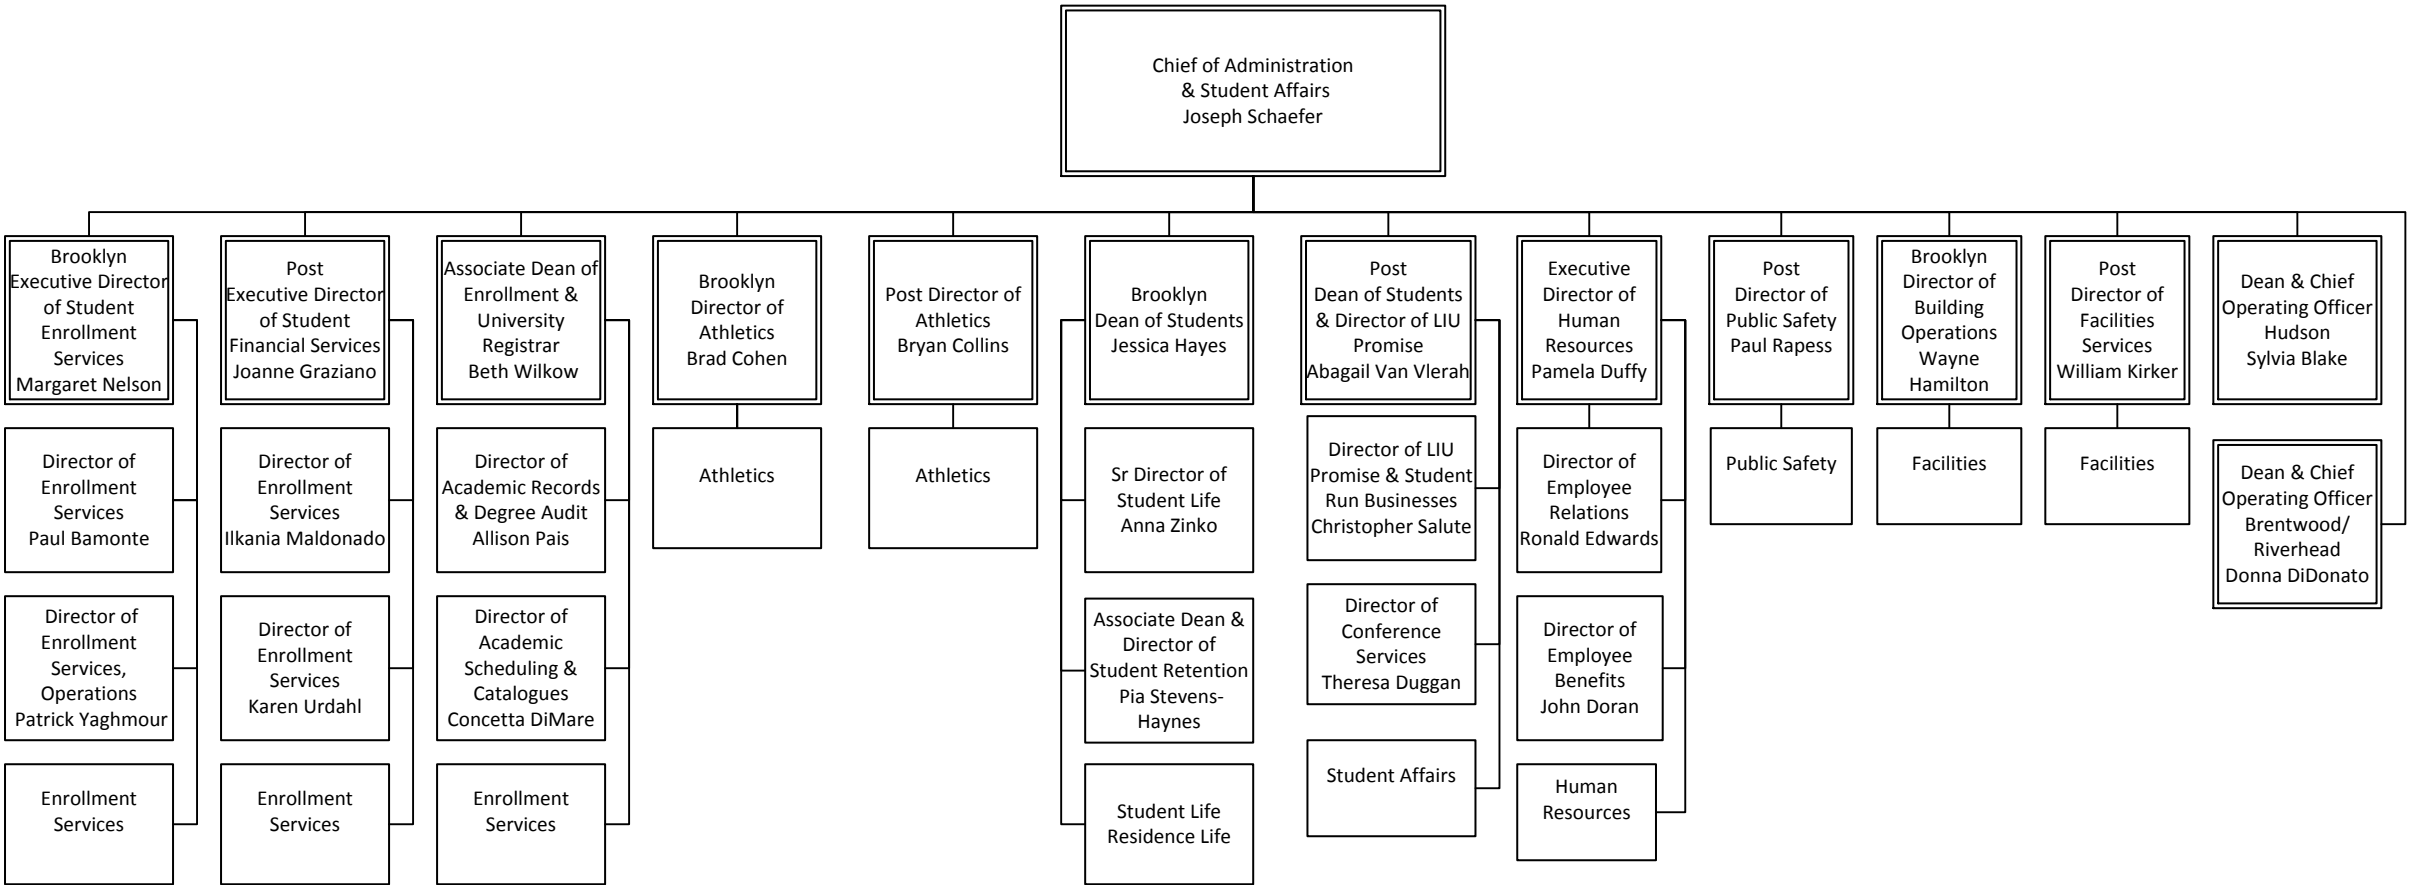 Chief of Administration
& Student Affairs
Joseph Schaefer
Brooklyn
Executive Director
of Student
Enrollment
Services
Margaret Nelson
Post
Executive Director
of Student
Financial Services
Joanne Graziano
Associate Dean of
Enrollment &
University
Registrar
Beth Wilkow
Brooklyn
Director of
Athletics
Brad Cohen
Post Director of
Athletics
Bryan Collins
Brooklyn
Dean of Students
Jessica Hayes
Post
Dean of Students
& Director of LIU
Promise
Abagail Van Vlerah
Executive
Director of
Human
Resources
Pamela Duffy
Post
Director of
Public Safety
Paul Rapess
Brooklyn
Director of
Building
Operations
Wayne
Hamilton
Post
Director of
Facilities
Services
William Kirker
Dean & Chief
Operating Officer
Hudson
Sylvia Blake
Director of
Enrollment
Services
Paul Bamonte
Director of
Enrollment
Services
Ilkania Maldonado
Director of
Academic Records
& Degree Audit
Allison Pais
Athletics
Athletics
Sr Director of
Student Life
Anna Zinko
Director of LIU
Promise & Student
Run Businesses
Christopher Salute
Director of
Employee
Relations
Ronald Edwards
Public Safety
Facilities
Facilities
Dean & Chief
Operating Officer
Brentwood/
Riverhead
Donna DiDonato
Director of
Enrollment
Services,
Operations
Patrick Yaghmour
Director of
Enrollment
Services
Karen Urdahl
Director of
Academic
Scheduling &
Catalogues
Concetta DiMare
Associate Dean &
Director of
Student Retention
Pia Stevens-
Haynes
Director of
Conference
Services
Theresa Duggan
Director of
Employee
Benefits
John Doran
Enrollment
Services
Enrollment
Services
Enrollment
Services
Student Life
Residence Life
Student Affairs
Human
Resources